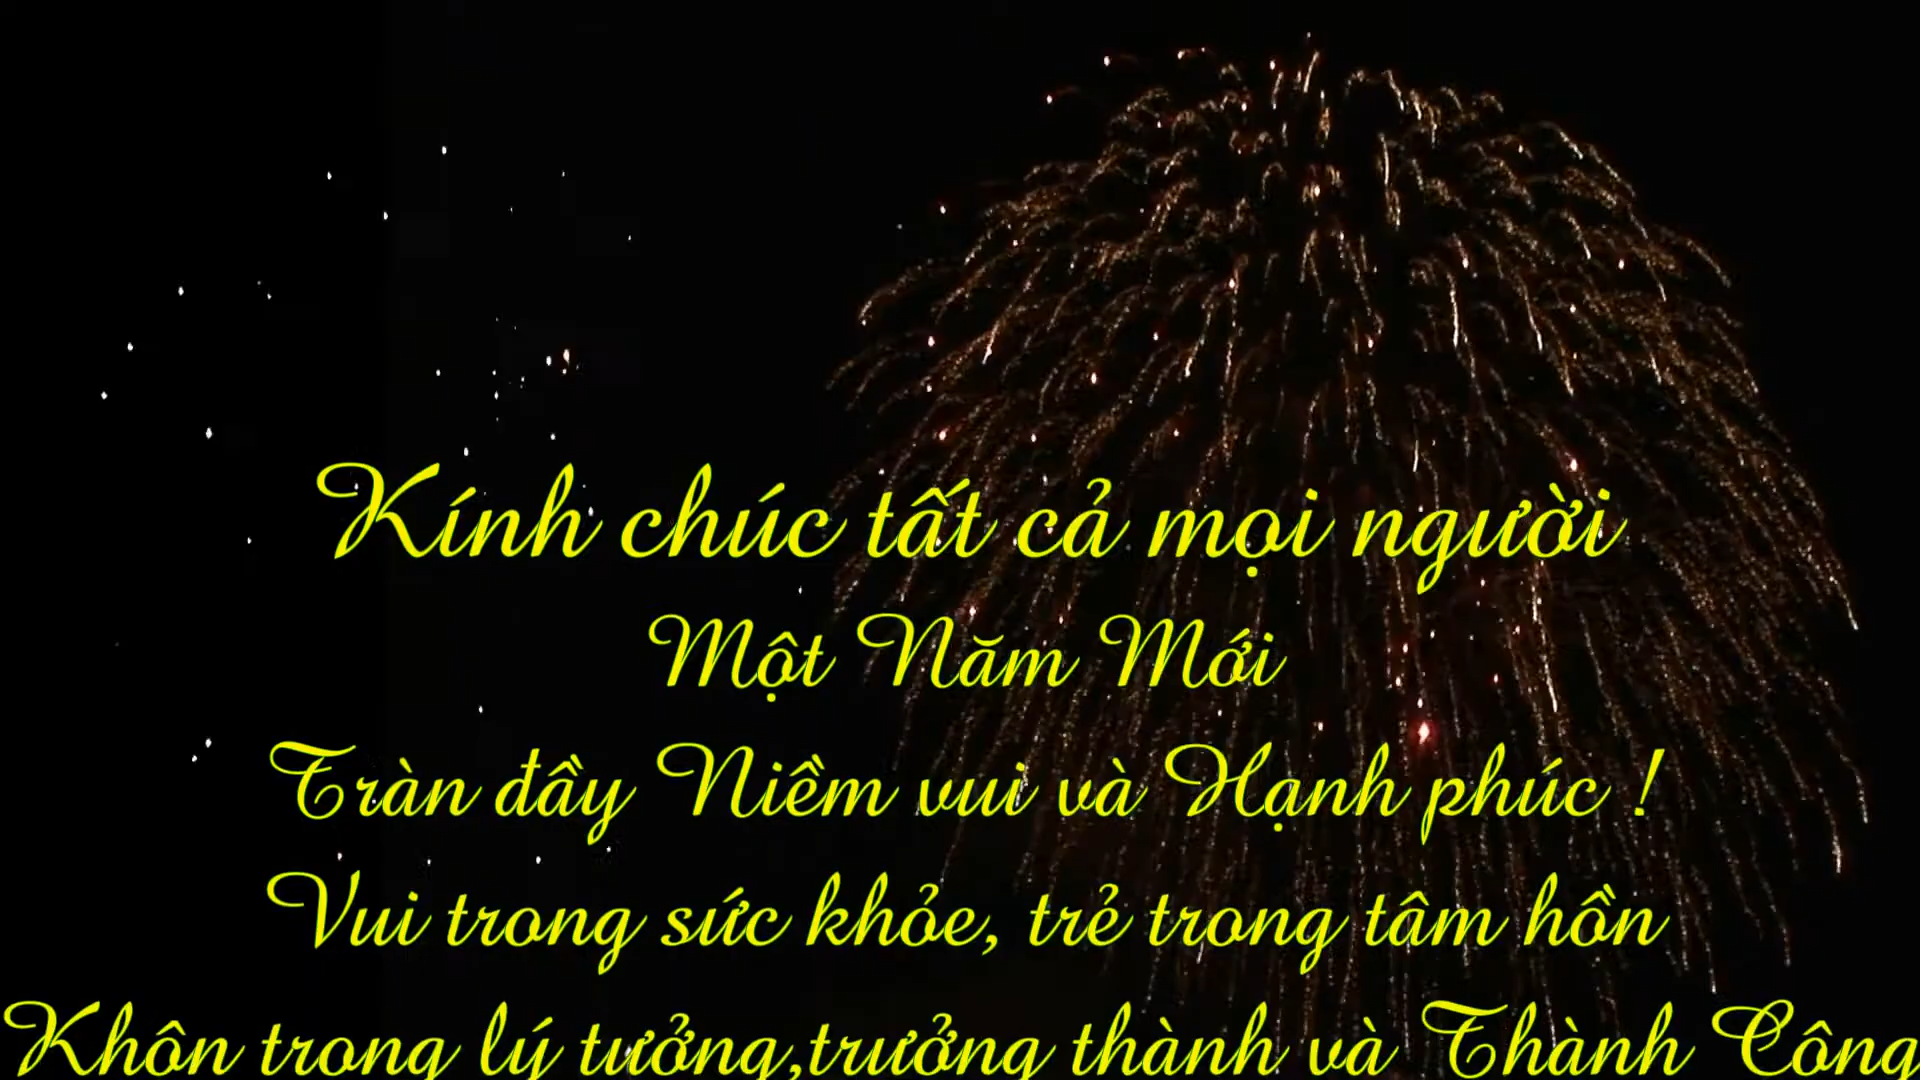 Kính chúc tất cả mọi người
Một Năm Mới
Tràn đầy Niềm vui và Hạnh phúc !
Vui trong sức khỏe, trẻ trong tâm hồn
Khôn trong lý tưởng,trưởng thành và Thành Công